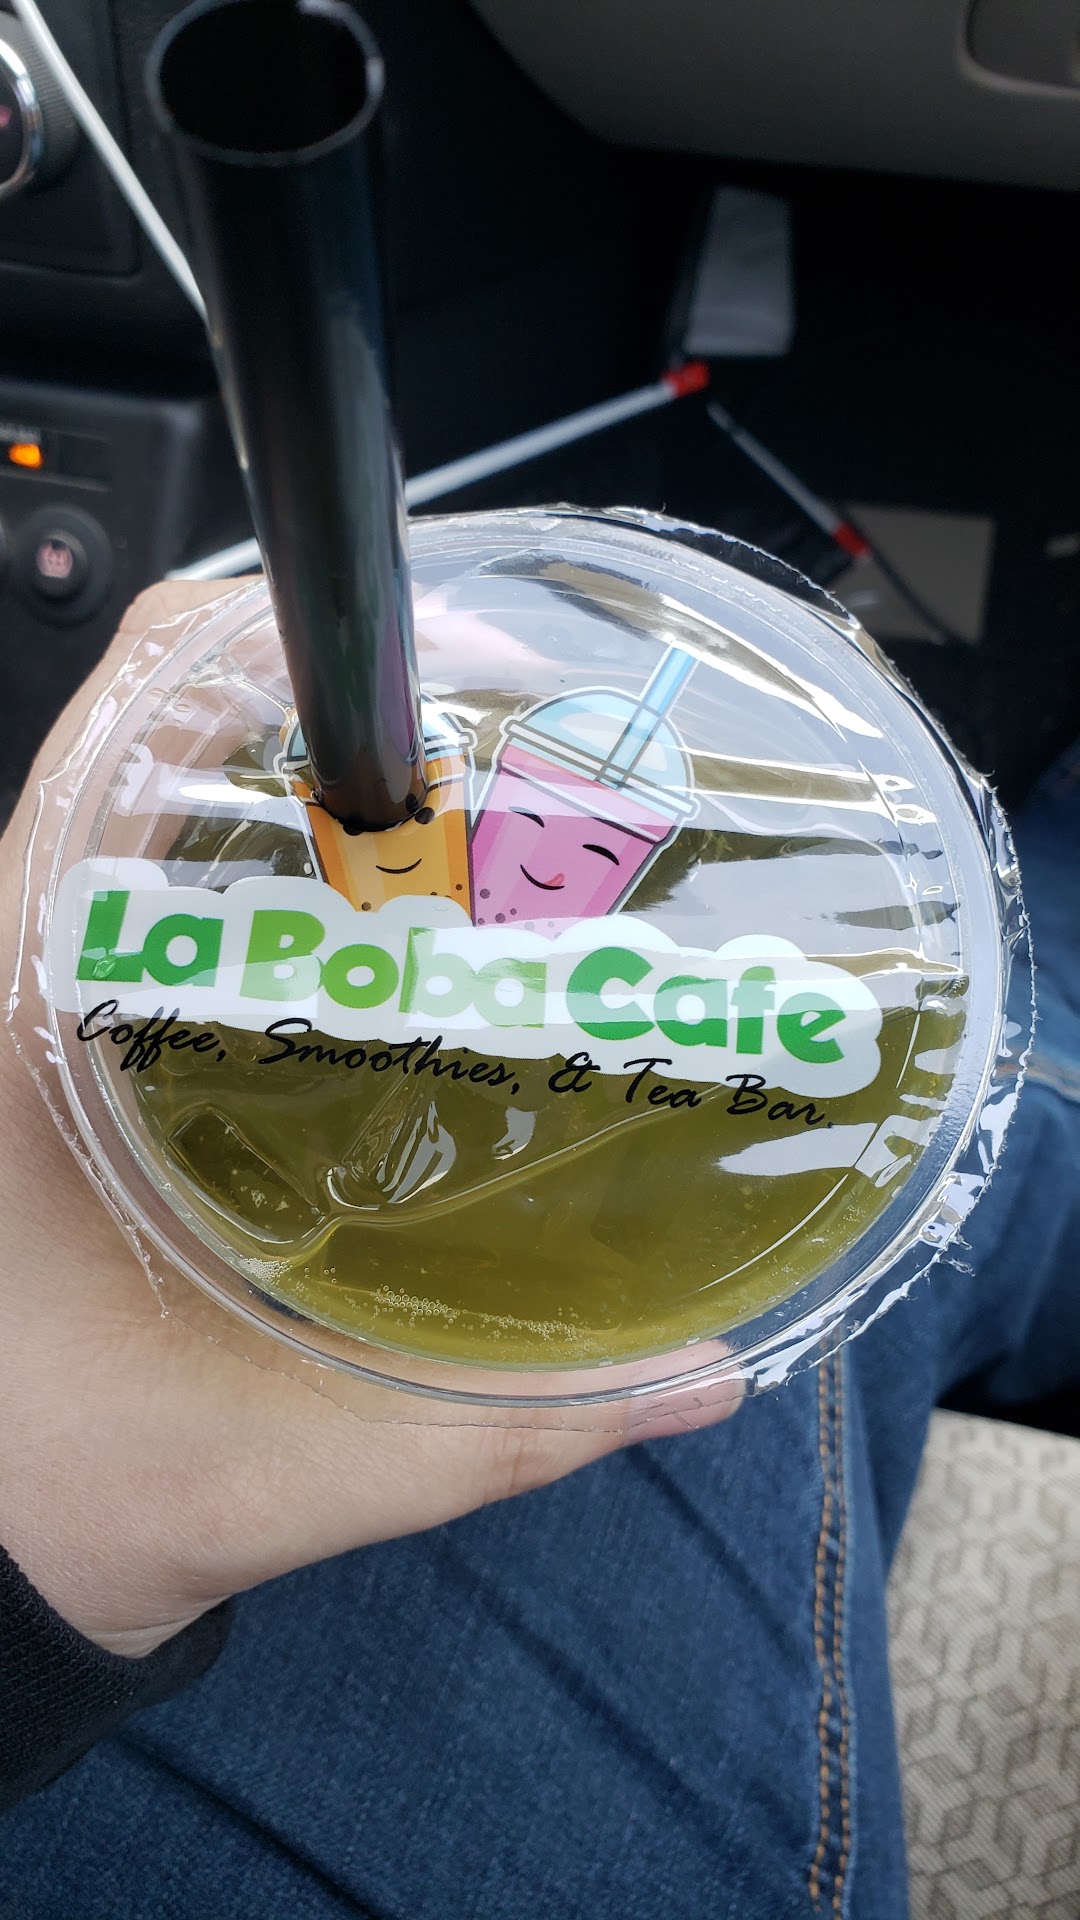 La Boba Cafe
Coffee, Smoothies, & Tea Bar.